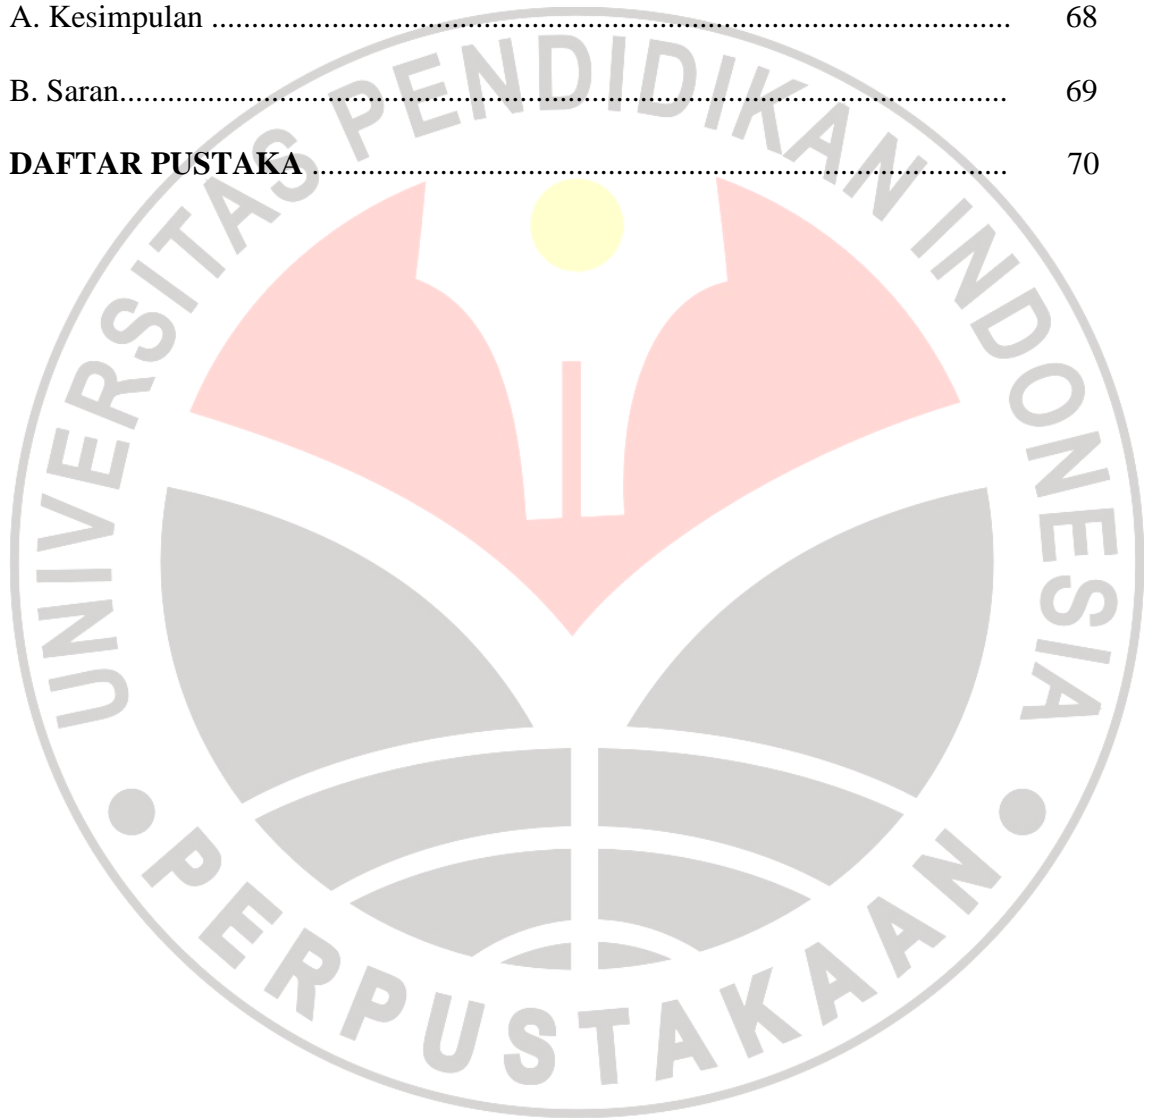 A. Kesimpulan .................................................................................................... 68
B. Saran............................................................................................................... 69
DAFTAR PUSTAKA ....................................................................................... 70
UNIVERSITAS PENDIDIKAN INDONESIA
PERPUSTAKAAN